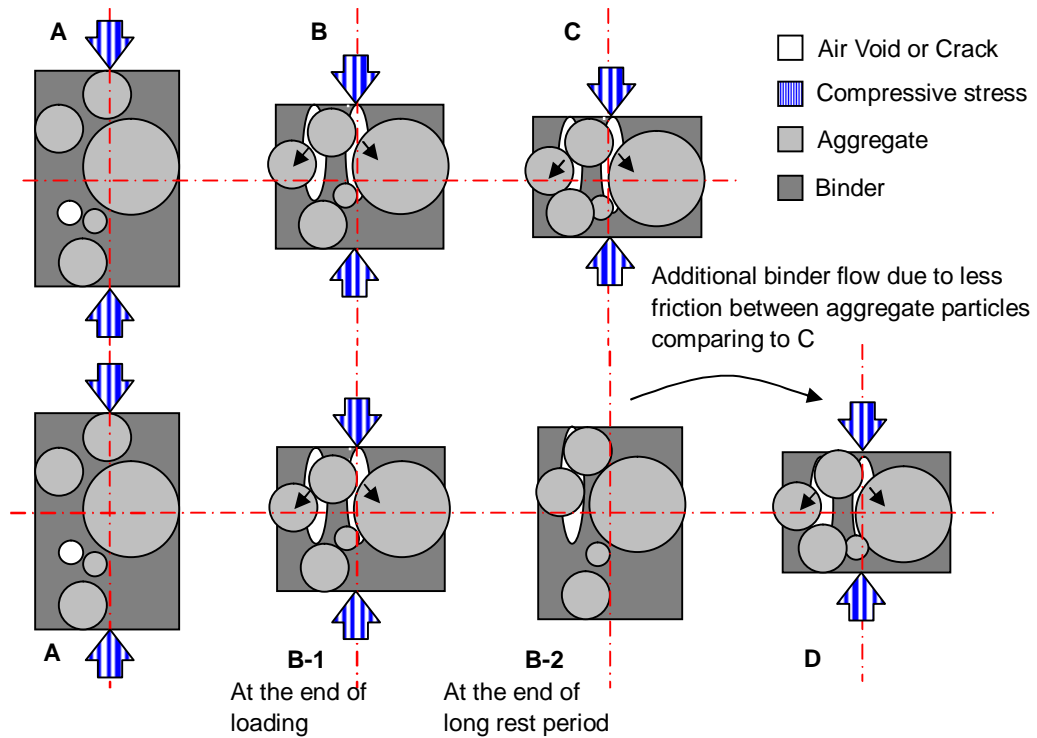 A
B
C
Air Void or Crack
Compressive stress
Aggregate
Binder
Additional binder flow due to less
friction between aggregate particles
comparing to C
A
B-1
At the end of
loading
B-2
At the end of
long rest period
D